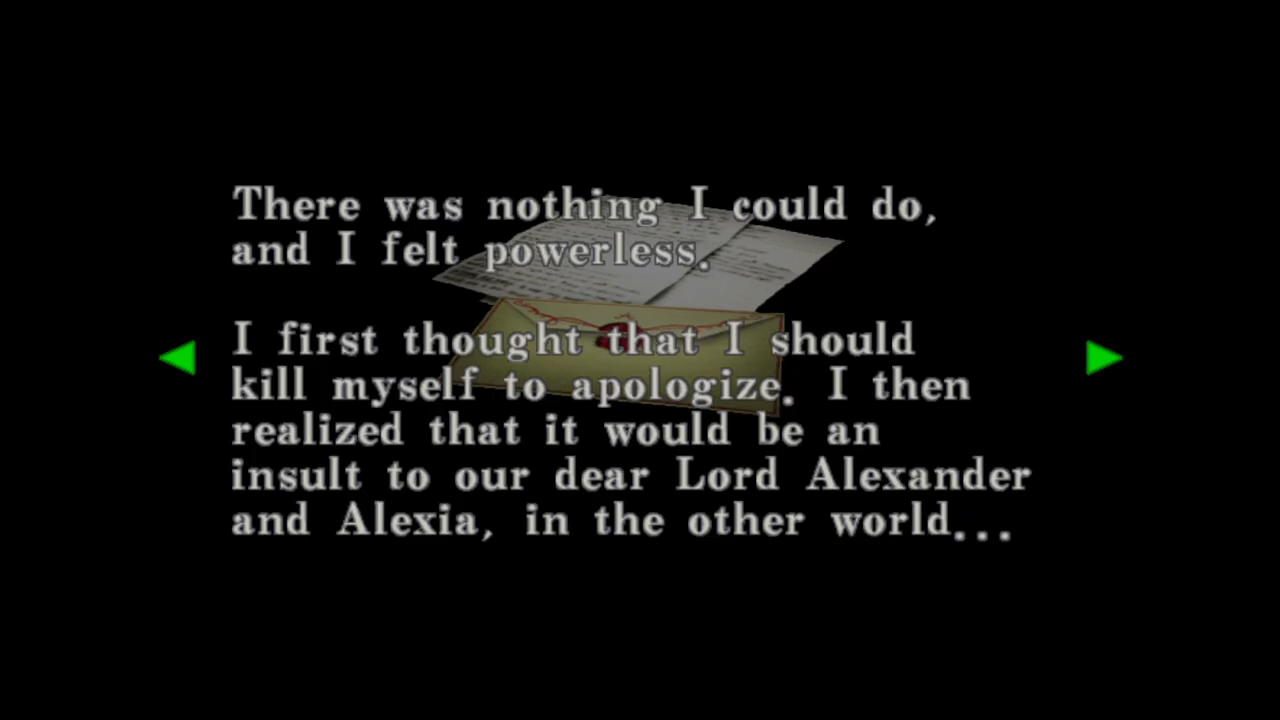 There was nothing I could do,
and I felt powerless.
I first thought that I should
kill myself to apologize. I then
realized that it would be an
insult to our dear Lord Alexander
and Alexia, in the other world...